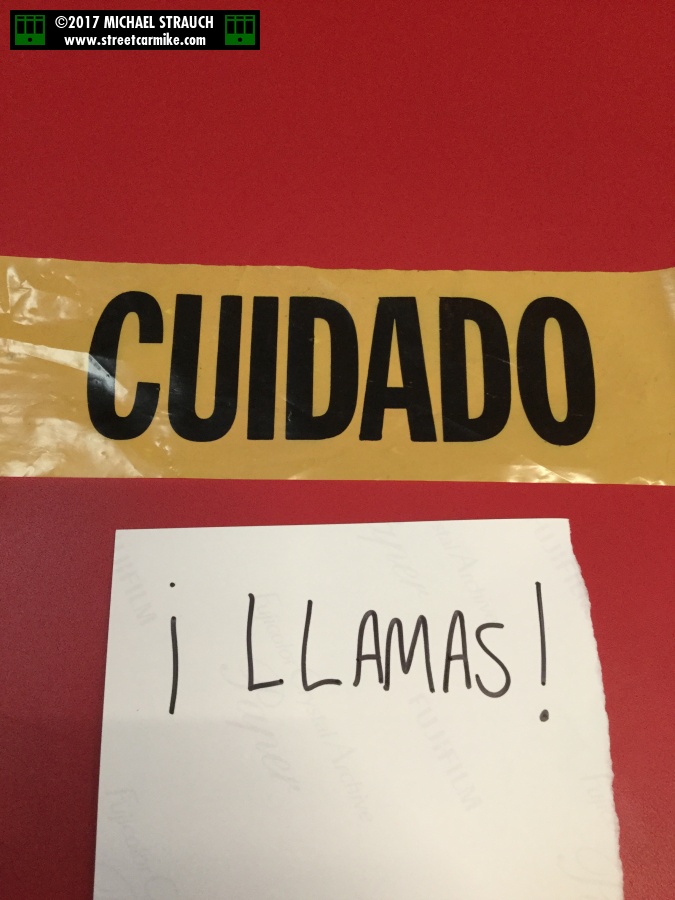 ©2017 MICHAEL STRAUCH
www.streetcarmike.com
CUIDADO
¡ LLAMAS!